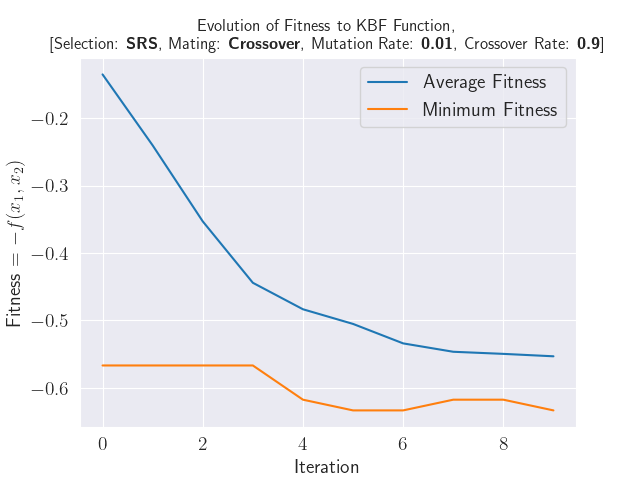 Evolution of Fitness to KBF Function,
[Selection: SRS, Mating: Crossover, Mutation Rate: 0.01, Crossover Rate: 0.9]
Average Fitness
Minimum Fitness
Fitness = −f(x₁, x₂)
−0.2
−0.3
−0.4
−0.5
−0.6
0 2 4 6 8
Iteration